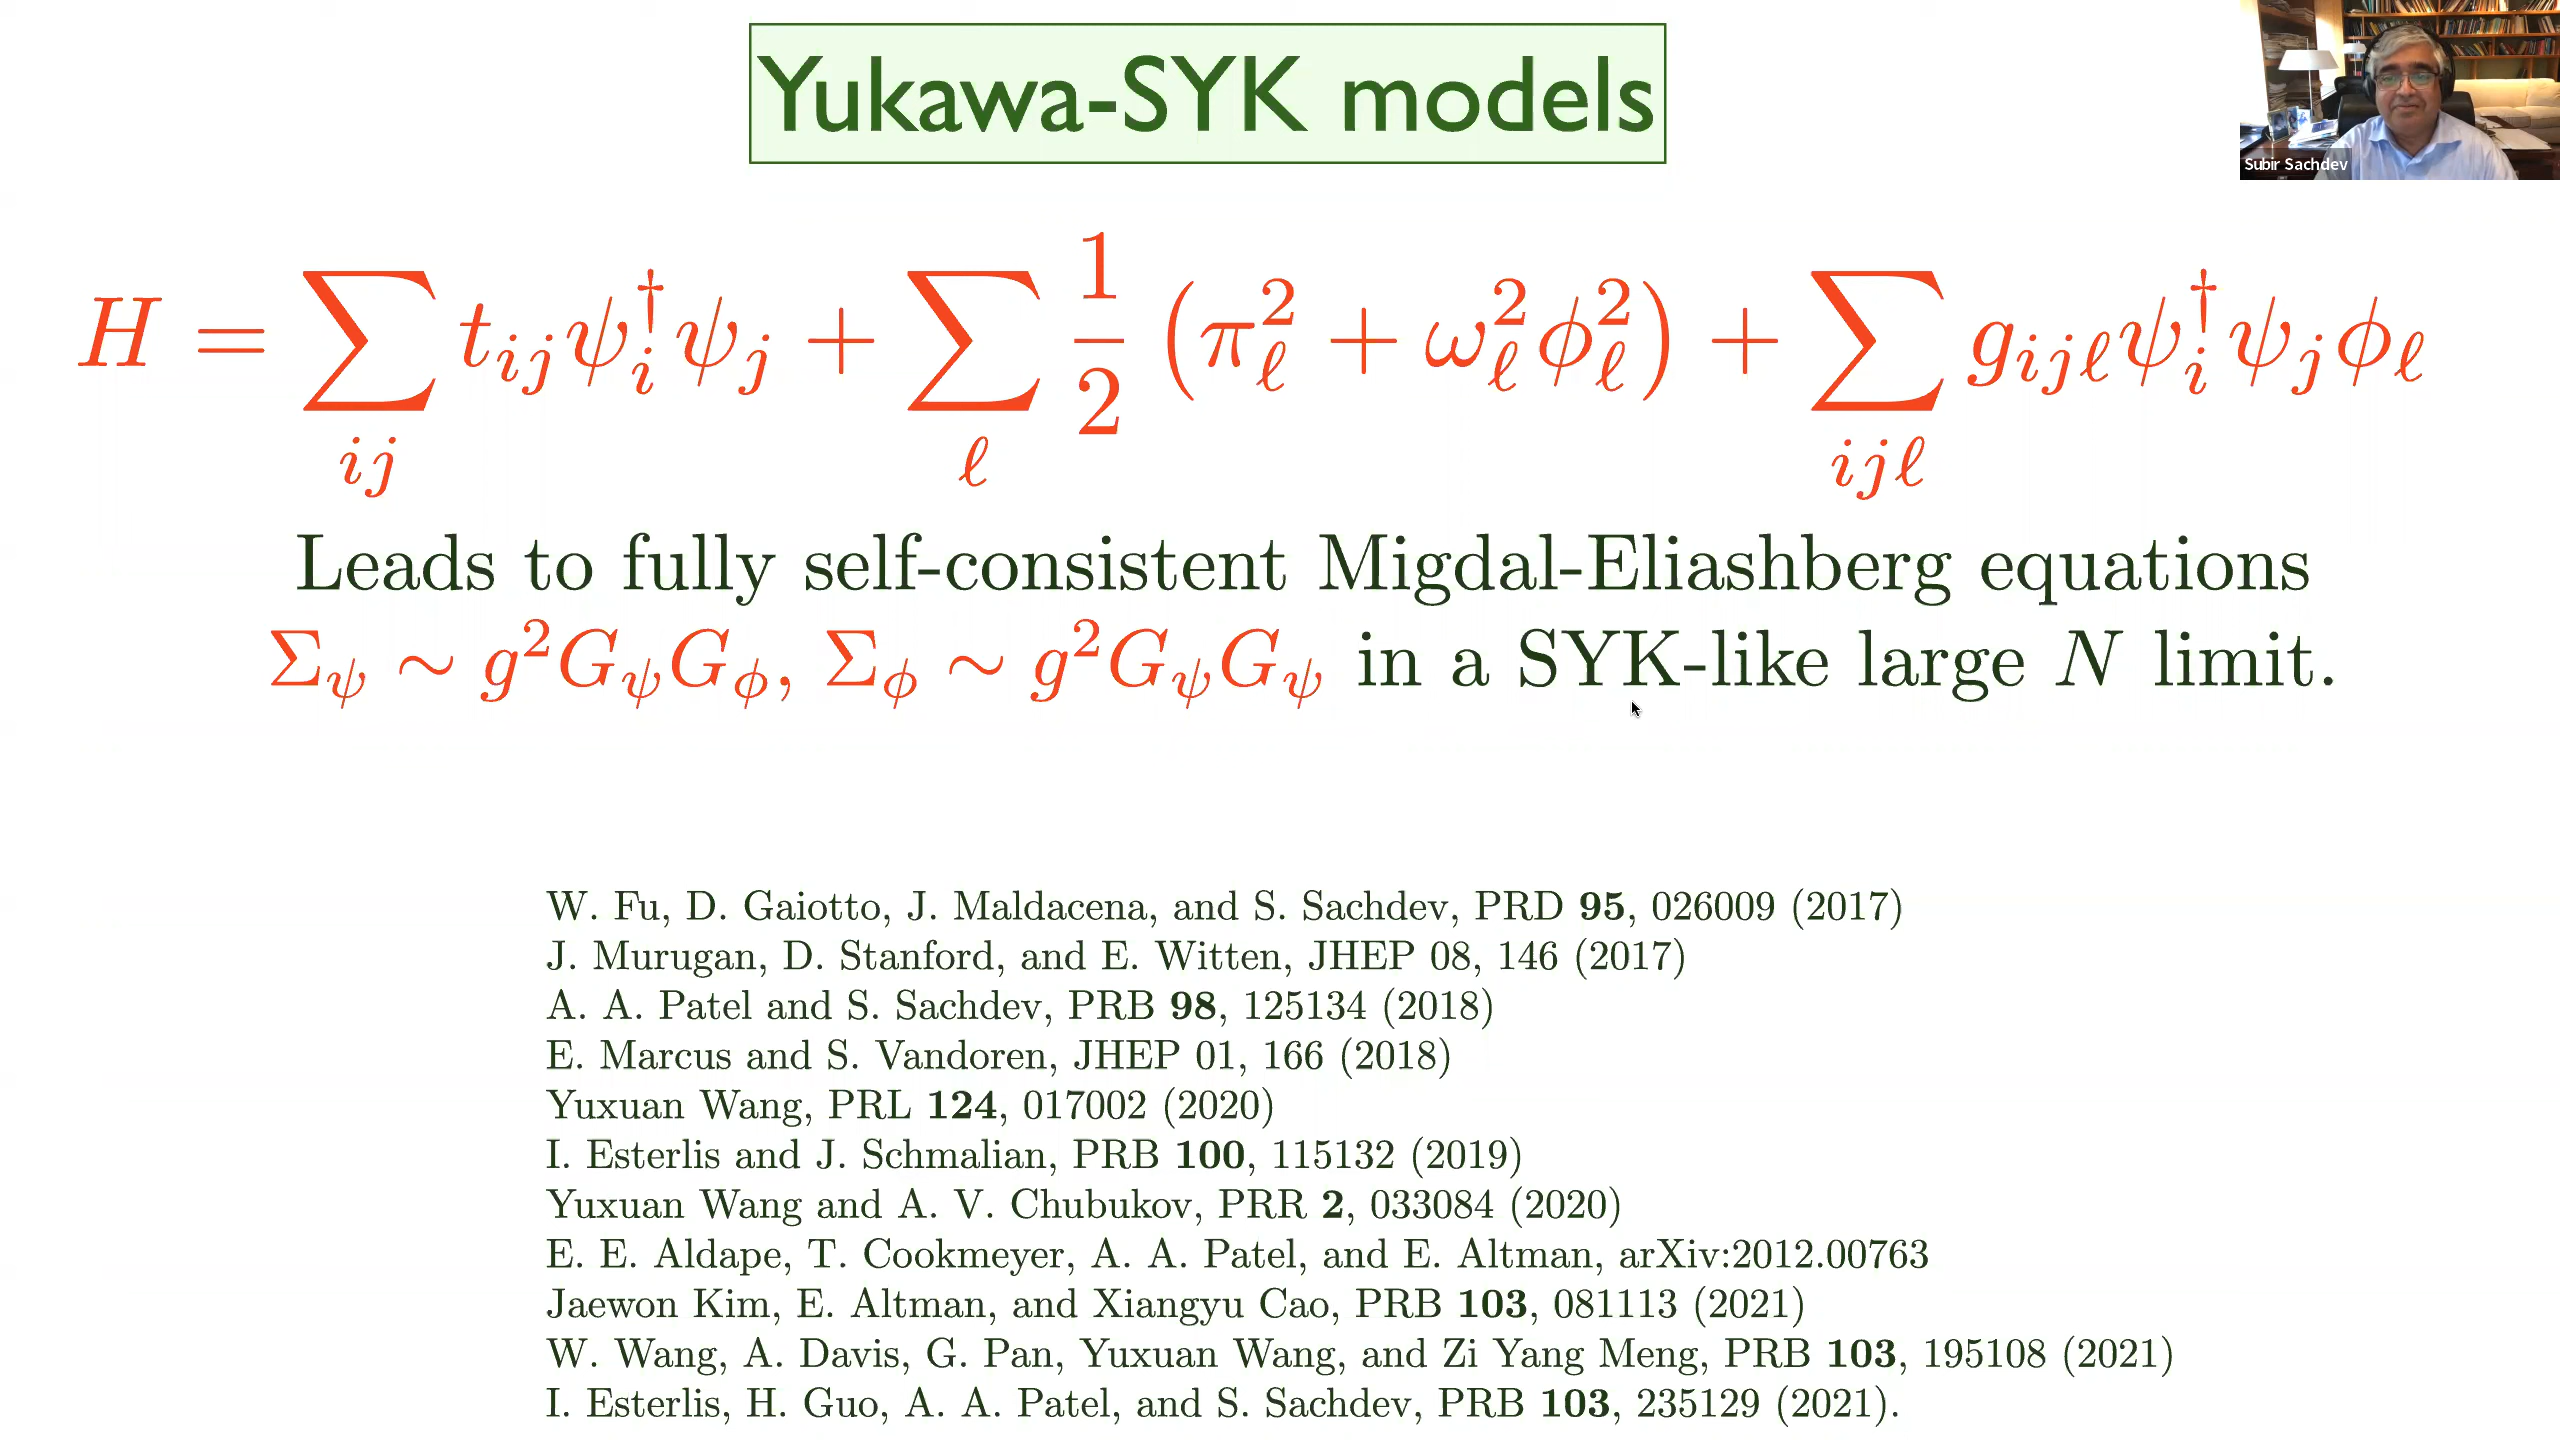 Yukawa-SYK models
Subir Sachdev
H = \sum_{ij} t_{ij} ψ_i^† ψ_j + \sum_ℓ \frac{1}{2} (π_ℓ^2 + ω_ℓ^2 ϕ_ℓ^2) + \sum_{ijℓ} g_{ijℓ} ψ_i^† ψ_j ϕ_ℓ
Leads to fully self-consistent Migdal-Eliashberg equations
Σ_ψ ∼ g^2 G_ψ G_ϕ, Σ_ϕ ∼ g^2 G_ψ G_ψ in a SYK-like large N limit.
W. Fu, D. Gaiotto, J. Maldacena, and S. Sachdev, PRD 95, 026009 (2017)
J. Murugan, D. Stanford, and E. Witten, JHEP 08, 146 (2017)
A. A. Patel and S. Sachdev, PRB 98, 125134 (2018)
E. Marcus and S. Vandoren, JHEP 01, 166 (2018)
Yuxuan Wang, PRL 124, 017002 (2020)
I. Esterlis and J. Schmalian, PRB 100, 115132 (2019)
Yuxuan Wang and A. V. Chubukov, PRR 2, 033084 (2020)
E. E. Aldape, T. Cookmeyer, A. A. Patel, and E. Altman, arXiv:2012.00763
Jaewon Kim, E. Altman, and Xiangyu Cao, PRB 103, 081113 (2021)
W. Wang, A. Davis, G. Pan, Yuxuan Wang, and Zi Yang Meng, PRB 103, 195108 (2021)
I. Esterlis, H. Guo, A. A. Patel, and S. Sachdev, PRB 103, 235129 (2021).